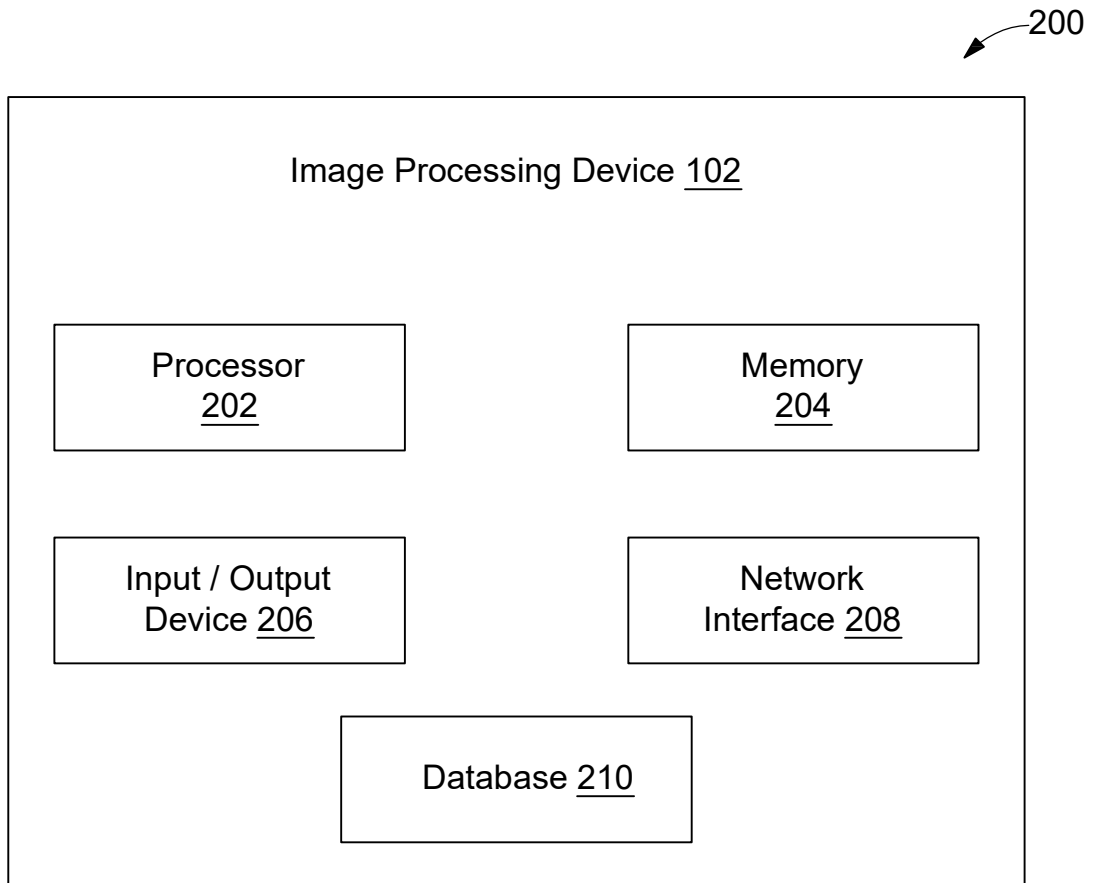 200
Image Processing Device 102
Processor
202
Memory
204
Input / Output
Device 206
Network
Interface 208
Database 210